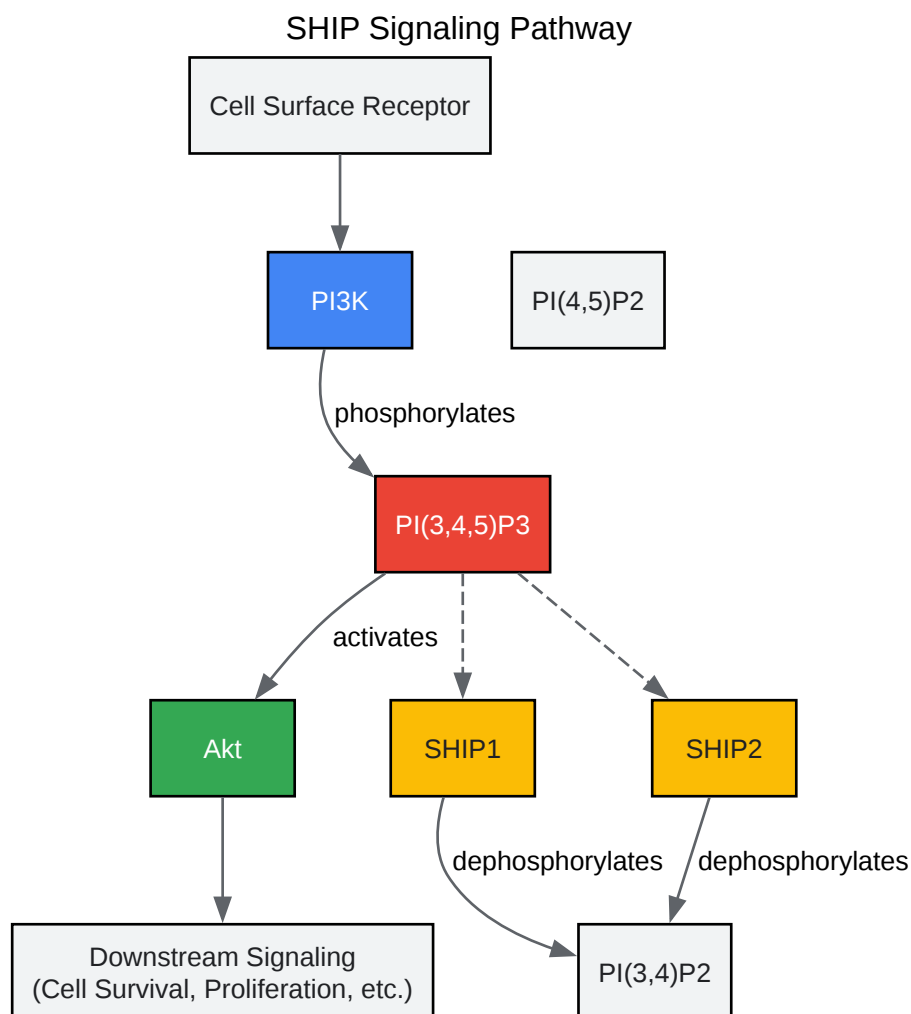 SHIP Signaling Pathway
Cell Surface Receptor
PI3K
PI(4,5)P2
phosphorylates
PI(3,4,5)P3
activates
Akt
SHIP1
SHIP2
dephosphorylates
dephosphorylates
Downstream Signaling
(Cell Survival, Proliferation, etc.)
PI(3,4)P2